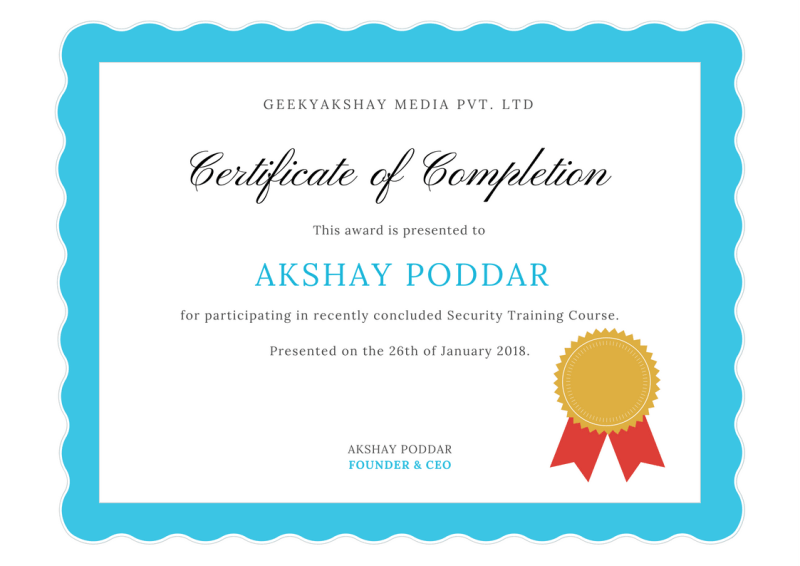 GEEKYAKSHAY MEDIA PVT. LTD
Certificate of Completion
This award is presented to
AKSHAY PODDAR
for participating in recently concluded Security Training Course.
Presented on the 26th of January 2018.
AKSHAY PODDAR
FOUNDER & CEO